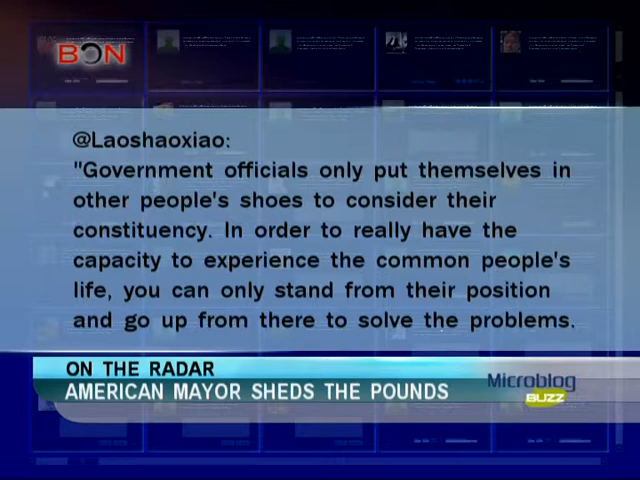 BON
@Laoshaoxiao:
"Government officials only put themselves in
other people's shoes to consider their
constituency. In order to really have the
capacity to experience the common people's
life, you can only stand from their position
and go up from there to solve the problems.
ON THE RADAR
AMERICAN MAYOR SHEDS THE POUNDS
Microblog
BUZZ